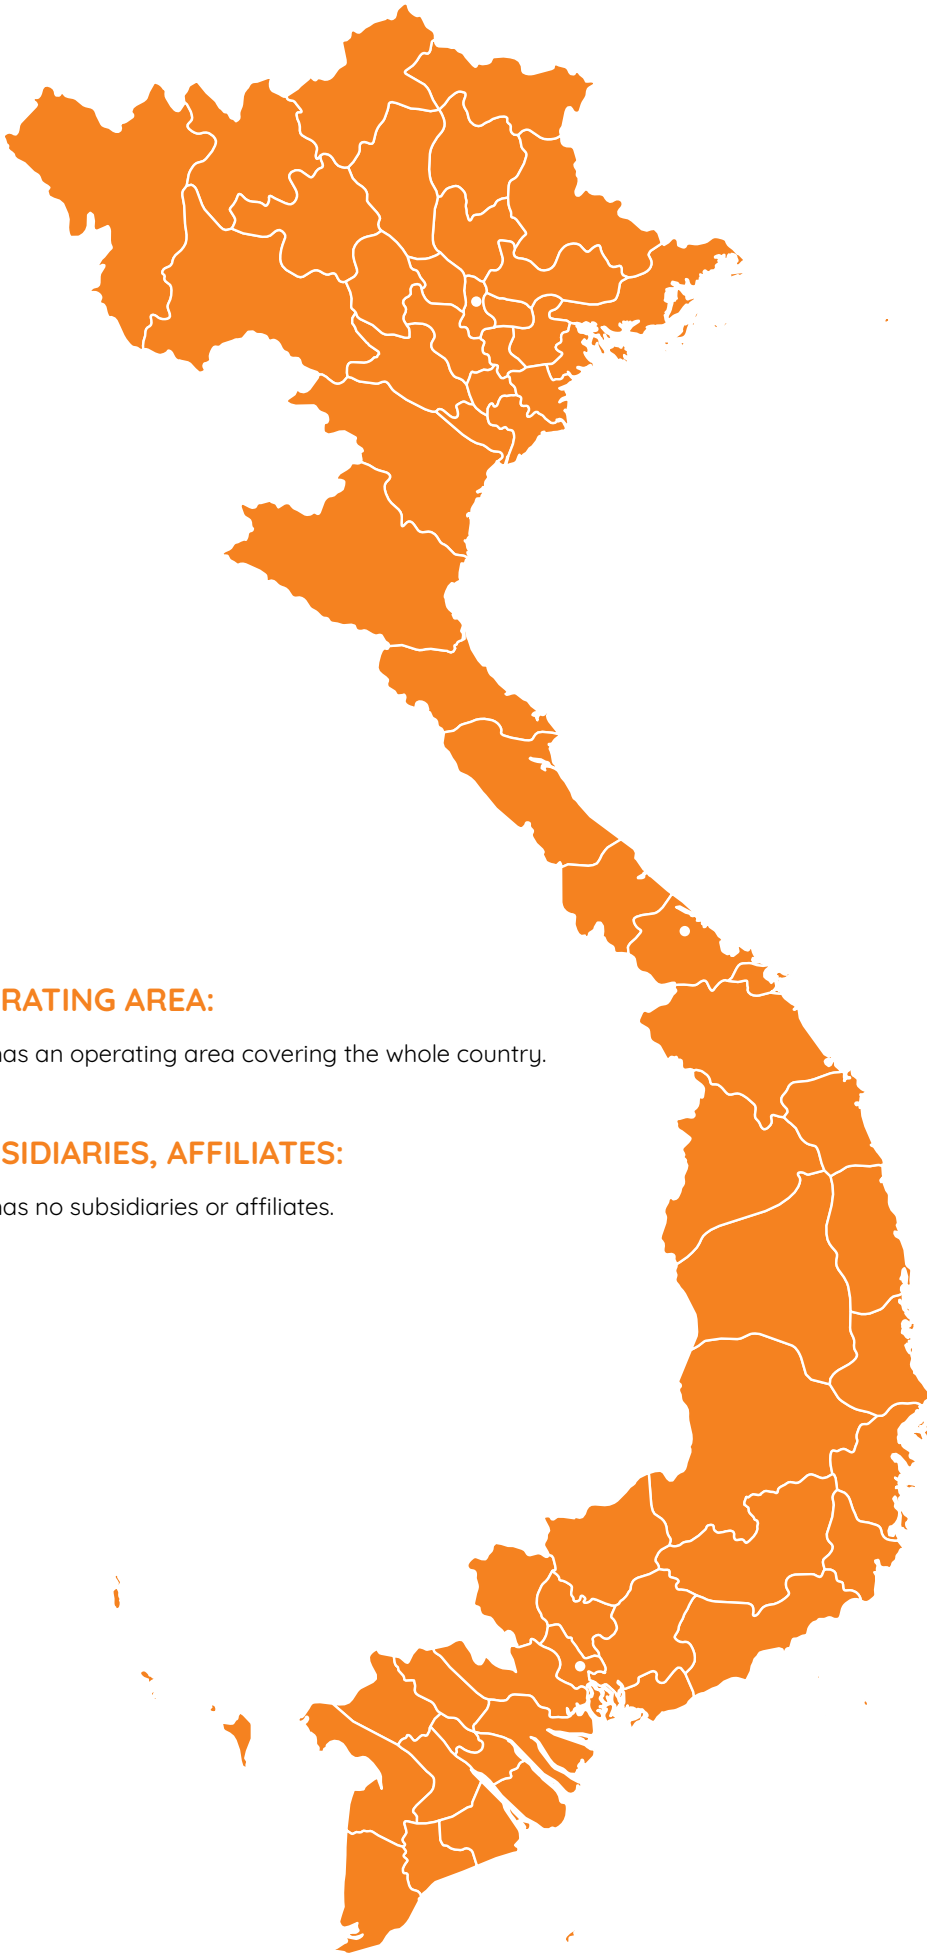 RATING AREA:
has an operating area covering the whole country.
SIDIARIES, AFFILIATES:
has no subsidiaries or affiliates.